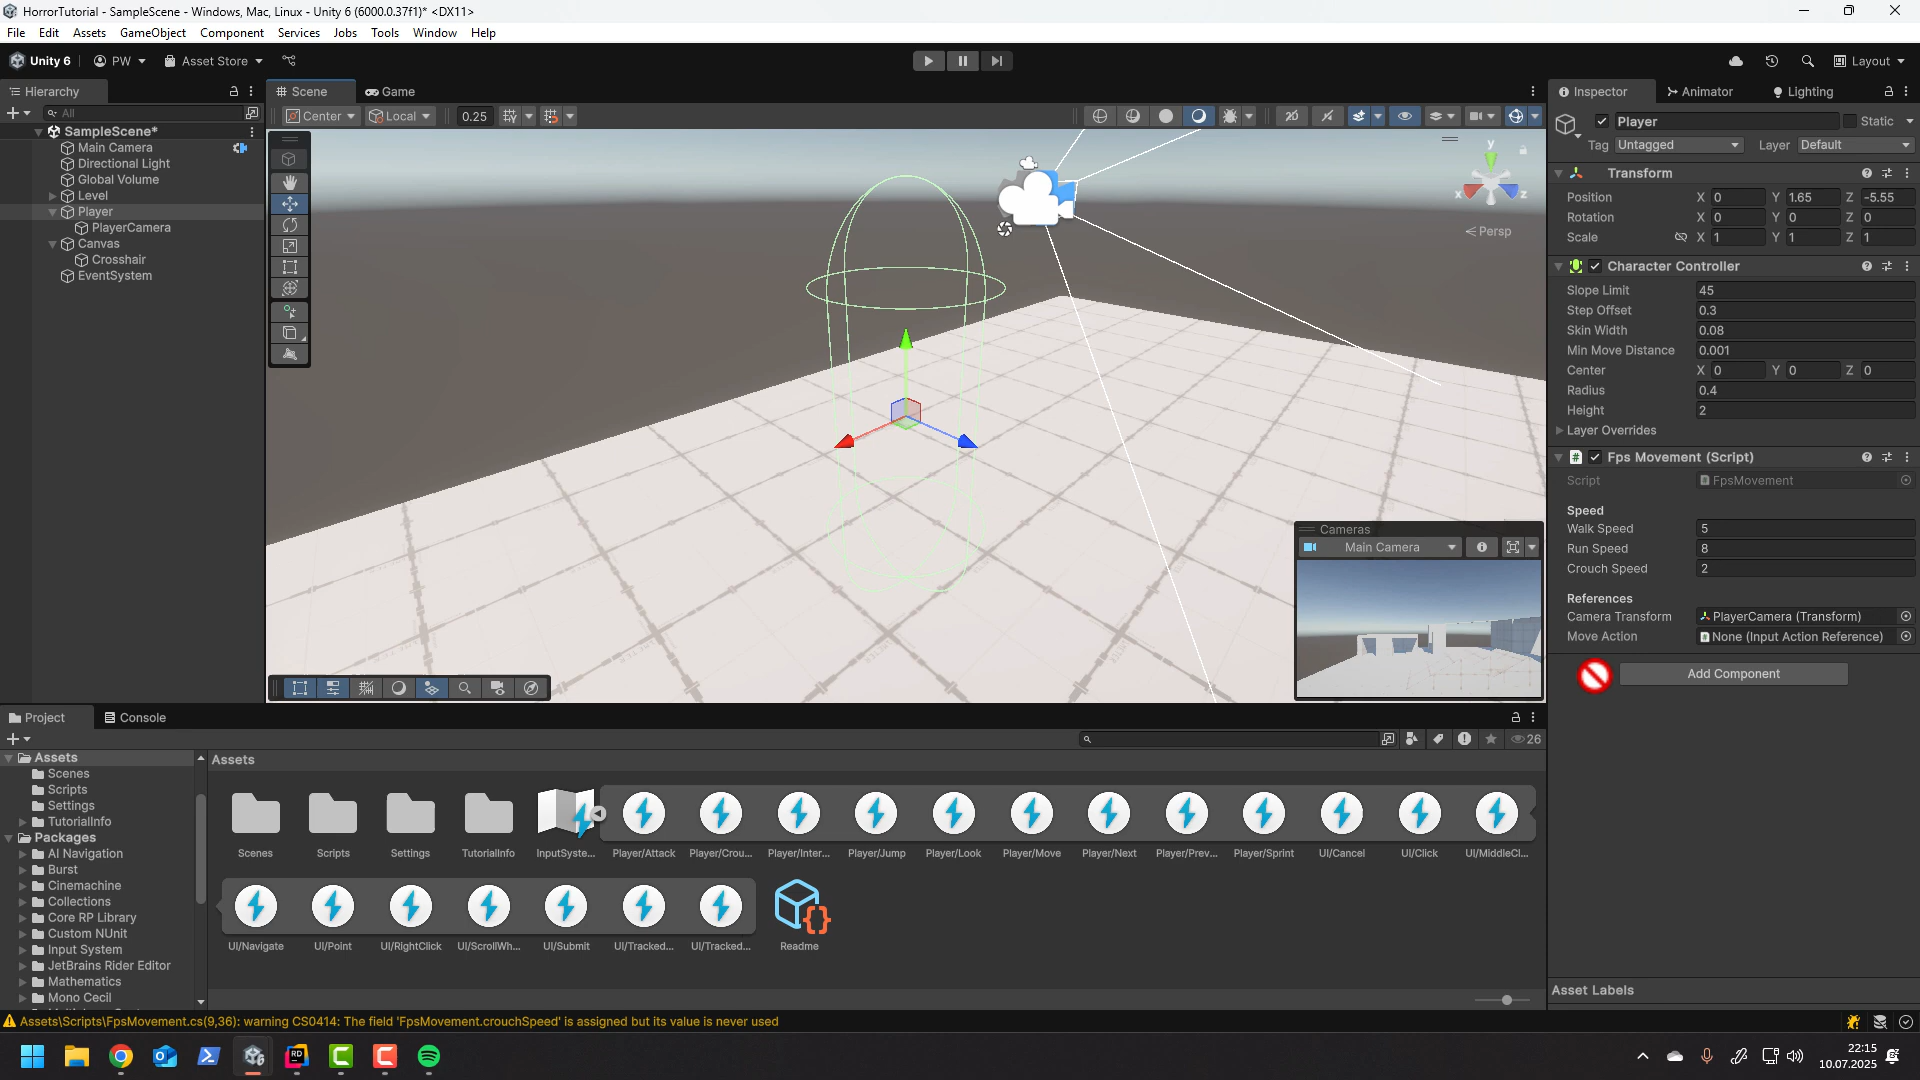 HorrorTutorial - SampleScene - Windows, Mac, Linux - Unity 6 (6000.0.37f1)* <DX11>
File Edit Assets GameObject Component Services Jobs Tools Window Help
Unity 6 PW Asset Store Layout
Hierarchy
All
SampleScene*
Main Camera
Directional Light
Global Volume
Level
Player
PlayerCamera
Canvas
Crosshair
EventSystem
Scene Game
Center Local 0.25
y
x z
Persp
Cameras
Main Camera
Inspector Animator Lighting
Player Static
Tag Untagged Layer Default
Transform
Position X 0 Y 1.65 Z -5.55
Rotation X 0 Y 0 Z 0
Scale X 1 Y 1 Z 1
Character Controller
Slope Limit 45
Step Offset 0.3
Skin Width 0.08
Min Move Distance 0.001
Center X 0 Y 0 Z 0
Radius 0.4
Height 2
Layer Overrides
Fps Movement (Script)
Script FpsMovement
Speed
Walk Speed 5
Run Speed 8
Crouch Speed 2
References
Camera Transform PlayerCamera (Transform)
Move Action None (Input Action Reference)
Add Component
Asset Labels
Project Console
26
Assets
Scenes
Scripts
Settings
TutorialInfo
Packages
AI Navigation
Burst
Cinemachine
Collections
Core RP Library
Custom NUnit
Input System
JetBrains Rider Editor
Mathematics
Mono Cecil
Assets
Scenes Scripts Settings TutorialInfo InputSyste... Player/Attack Player/Crou... Player/Inter... Player/Jump Player/Look Player/Move Player/Next Player/Prev... Player/Sprint UI/Cancel UI/Click UI/MiddleCl...
UI/Navigate UI/Point UI/RightClick UI/ScrollWh... UI/Submit UI/Tracked... UI/Tracked... Readme
Assets\Scripts\FpsMovement.cs(9,36): warning CS0414: The field 'FpsMovement.crouchSpeed' is assigned but its value is never used
22:15
10.07.2025